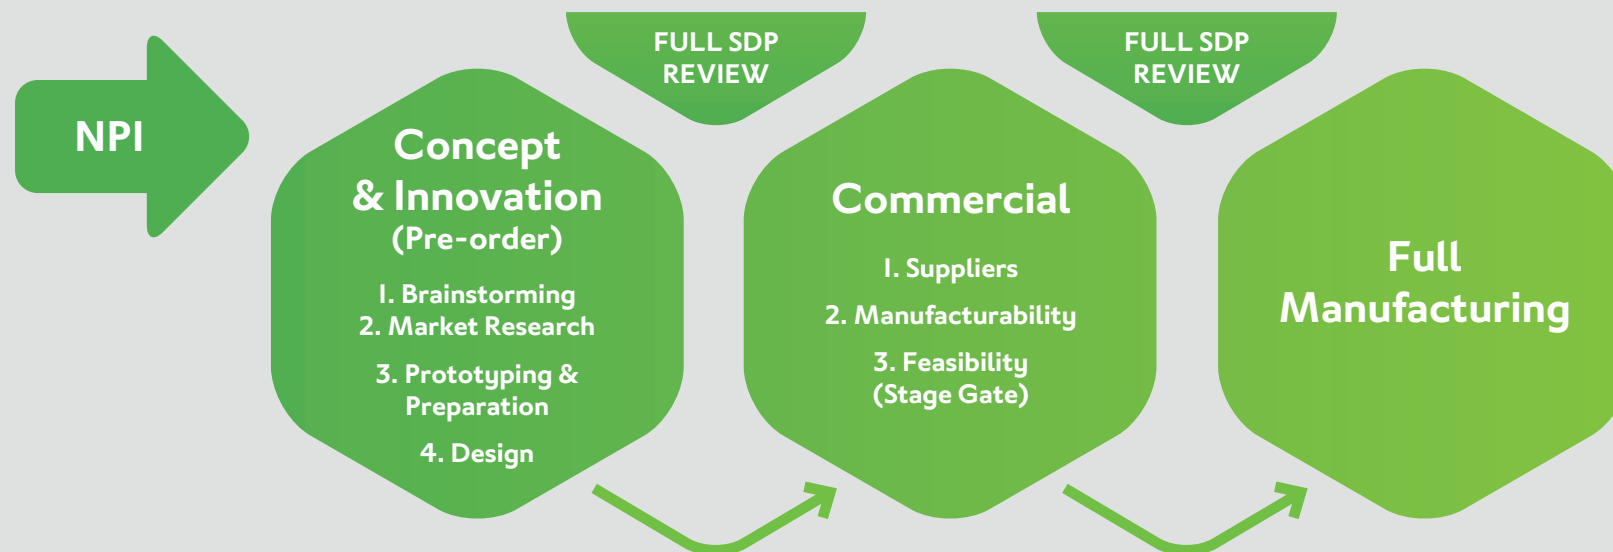 NPI
Concept
& Innovation
(Pre-order)
1. Brainstorming
2. Market Research
3. Prototyping &
Preparation
4. Design
FULL SDP
REVIEW
Commercial
1. Suppliers
2. Manufacturability
3. Feasibility
(Stage Gate)
FULL SDP
REVIEW
Full
Manufacturing